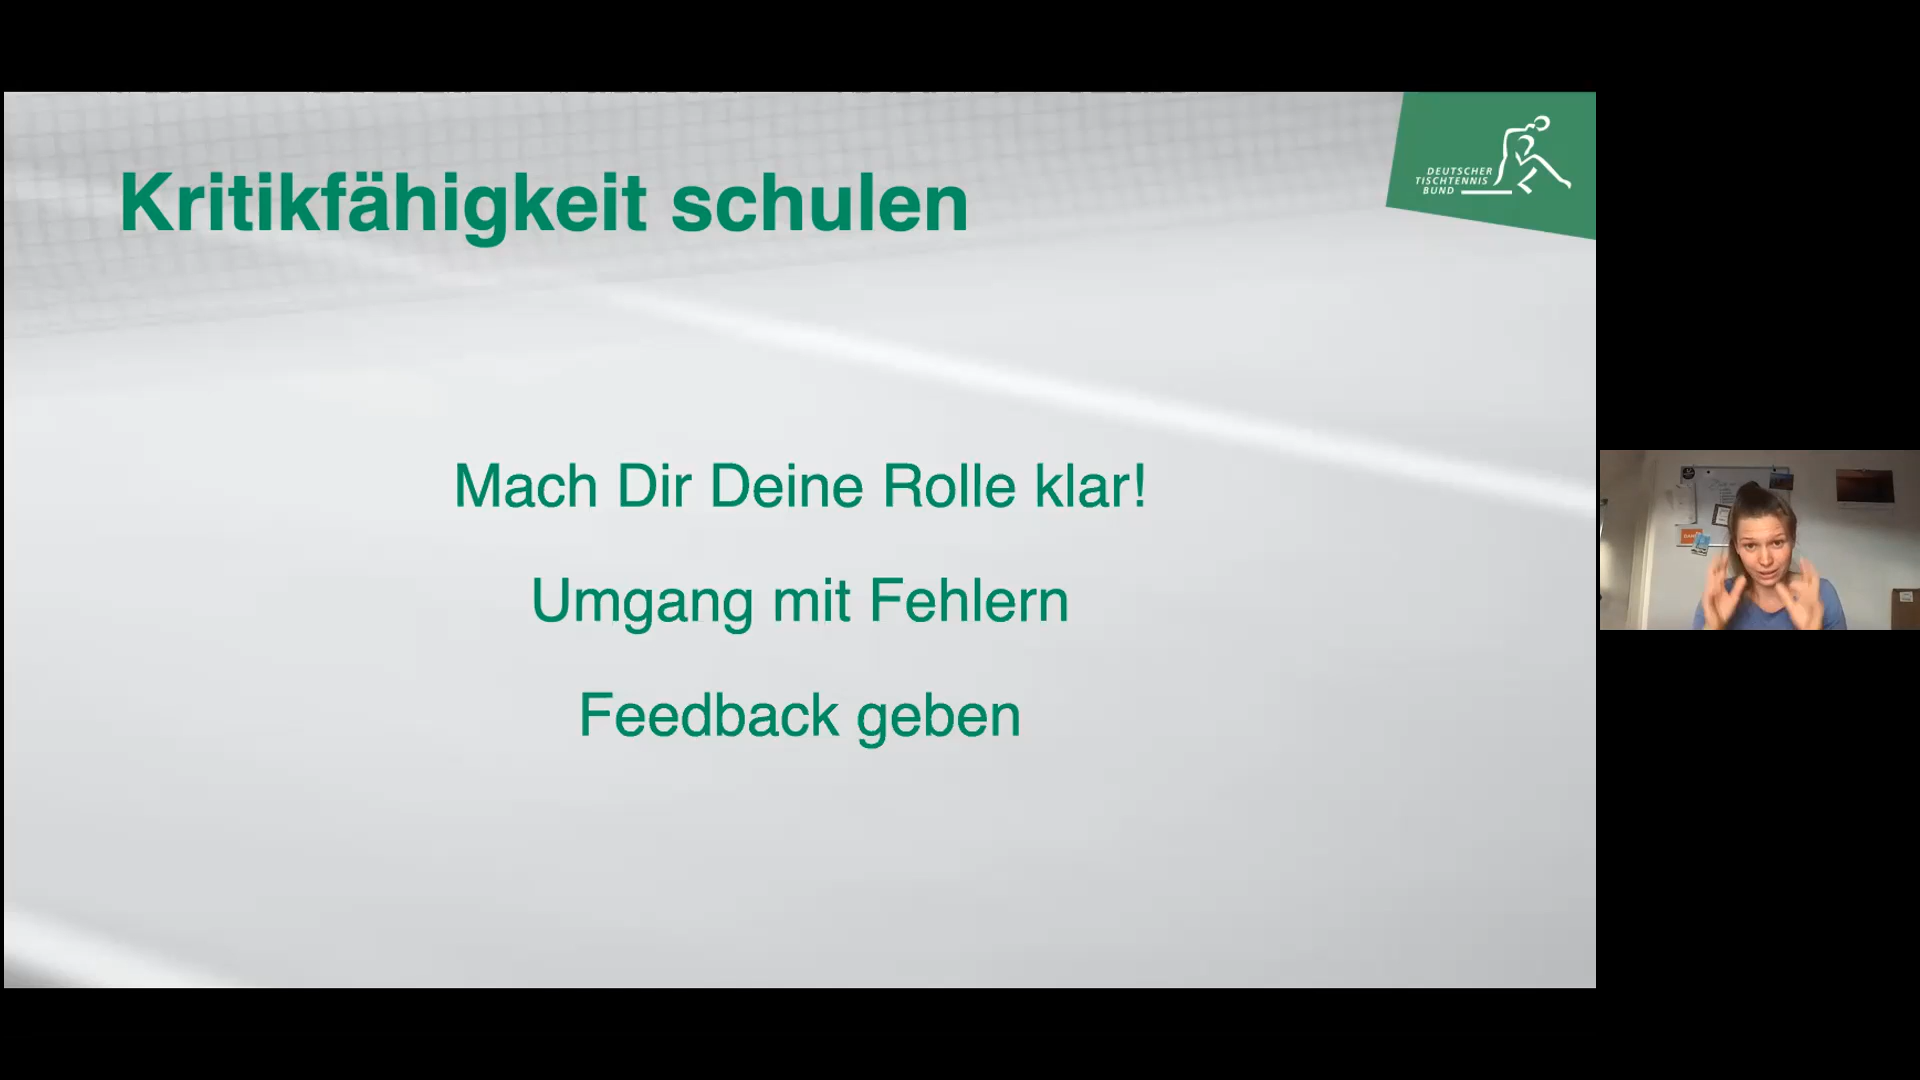 Kritikfähigkeit schulen
DEUTSCHER
TISCHTENNIS
BUND
Mach Dir Deine Rolle klar!
Umgang mit Fehlern
Feedback geben